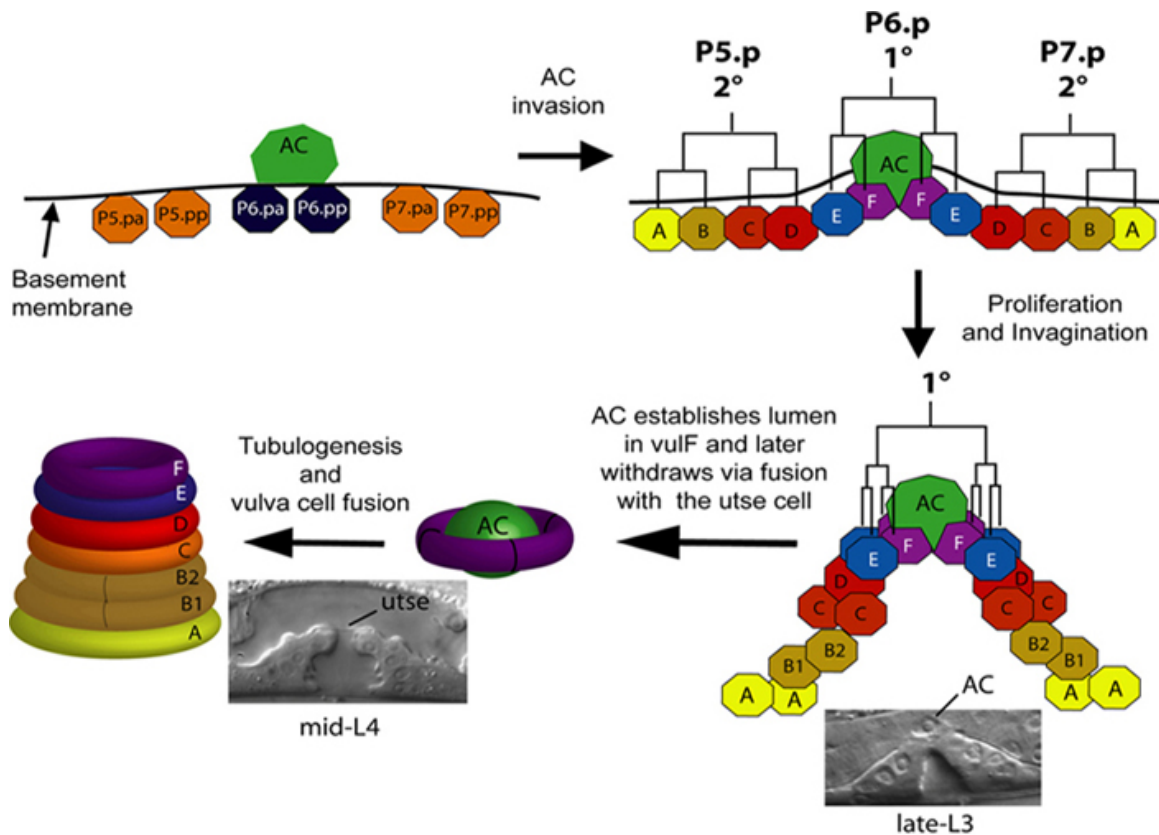 AC
invasion
AC
P5.pa
P5.pp
P6.pa
P6.pp
P7.pa
P7.pp
Basement
membrane
P5.p
2°
P6.p
1°
P7.p
2°
AC
A
B
C
D
E
F
F
E
D
C
B
A
Proliferation
and Invagination
1°
AC
F
F
E
E
D
D
C
C
C
C
B2
B2
B1
B1
A
A
A
A
AC
late-L3
AC establishes lumen
in vulF and later
withdraws via fusion
with the utse cell
AC
utse
mid-L4
Tubulogenesis
and
vulva cell fusion
F
E
D
C
B2
B1
A